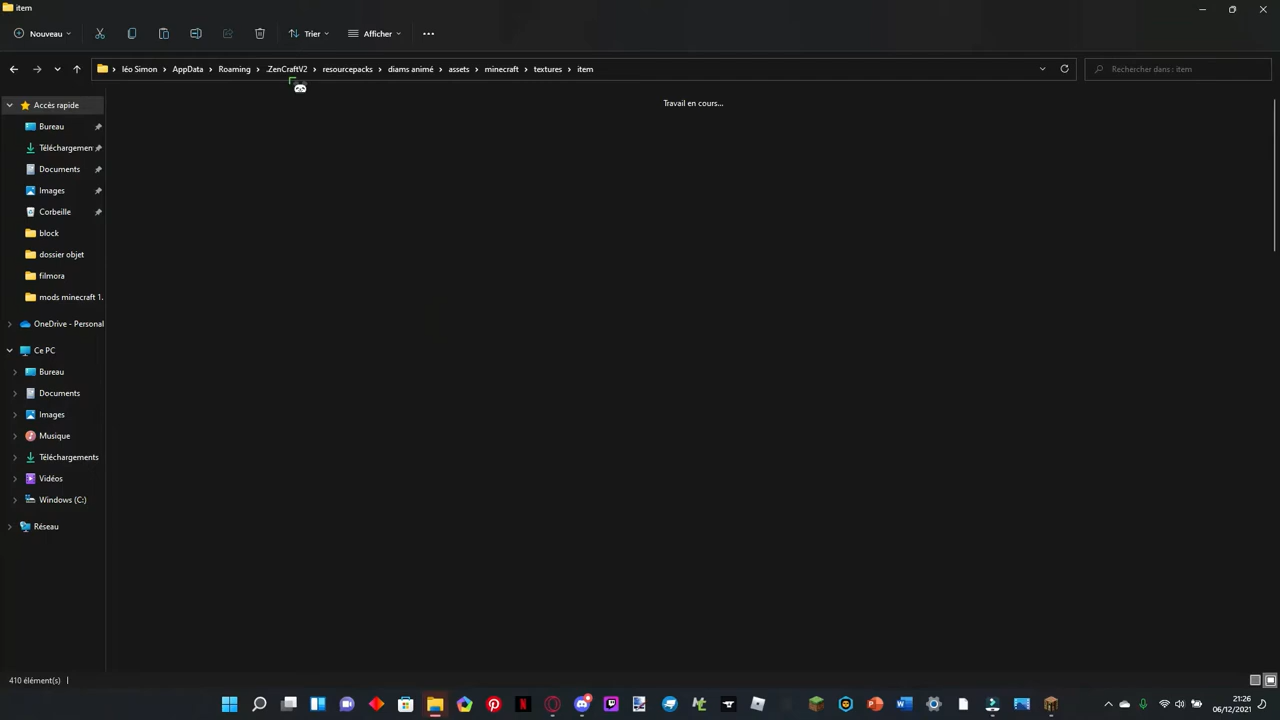 item
Nouveau
Trier
Afficher
léo Simon
AppData
Roaming
.ZenCraftV2
resourcepacks
diams animé
assets
minecraft
textures
item
Rechercher dans : item
Travail en cours...
Accès rapide
Bureau
Téléchargemen
Documents
Images
Corbeille
block
dossier objet
filmora
mods minecraft 1.
OneDrive - Personal
Ce PC
Bureau
Documents
Images
Musique
Téléchargements
Vidéos
Windows (C:)
Réseau
410 élément(s)
21:26
06/12/2021